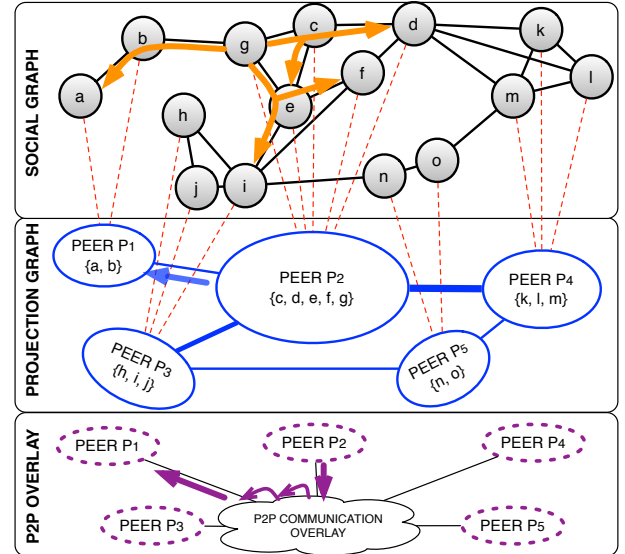 SOCIAL GRAPH
a
b
g
c
d
k
l
f
e
m
h
j
i
n
o
PROJECTION GRAPH
PEER P1
{a, b}
PEER P2
{c, d, e, f, g}
PEER P4
{k, l, m}
PEER P3
{h, i, j}
PEER P5
{n, o}
P2P OVERLAY
PEER P1
PEER P2
PEER P4
PEER P3
P2P COMMUNICATION
OVERLAY
PEER P5